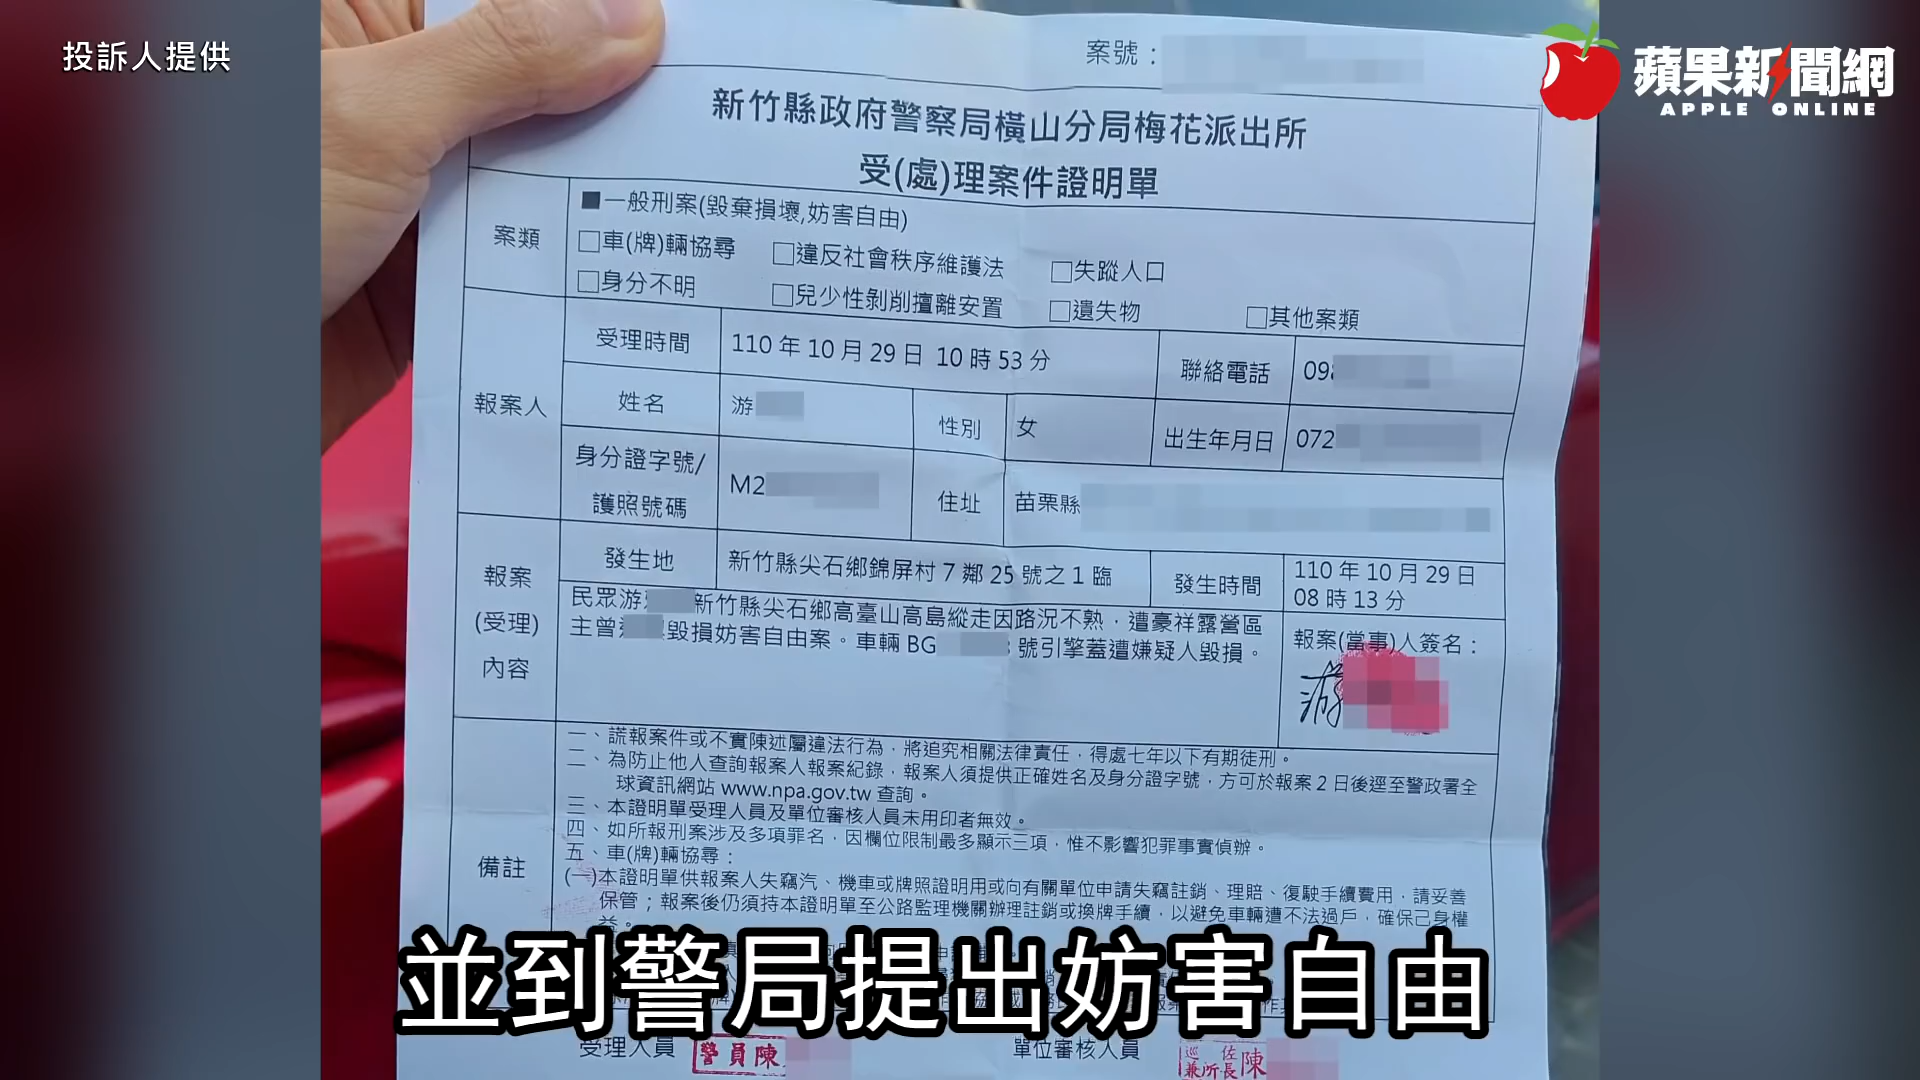 投訴人提供
蘋果新聞網
APPLE ONLINE
案號：
新竹縣政府警察局橫山分局梅花派出所
受(處)理案件證明單
案類
■一般刑案(毀棄損壞,妨害自由)
□車(牌)輛協尋 □違反社會秩序維護法 □失蹤人口
□身分不明 □兒少性剝削擅離安置 □遺失物 □其他案類
報案人
受理時間 110 年 10 月 29 日 10 時 53 分 聯絡電話 098
姓名 游 性別 女 出生年月日 072
身分證字號/
護照號碼
M2 住址 苗栗縣
報案
(受理)
內容
發生地 新竹縣尖石鄉錦屏村 7 鄰 25 號之 1 臨 發生時間 110 年 10 月 29 日
08 時 13 分
民眾游 新竹縣尖石鄉高臺山高島縱走因路況不熟，遭豪祥露營區
主曾 毀損妨害自由案。車輛 BG 號引擎蓋遭嫌疑人毀損。
報案(當事)人簽名：
游
備註
一、謊報案件或不實陳述屬違法行為，將追究相關法律責任，得處七年以下有期徒刑。
二、為防止他人查詢報案人報案紀錄，報案人須提供正確姓名及身分證字號，方可於報案 2 日後逕至警政署全
球資訊網站 www.npa.gov.tw 查詢。
三、本證明單受理人員及單位審核人員未用印者無效。
四、如所報刑案涉及多項罪名，因欄位限制最多顯示三項，惟不影響犯罪事實偵辦。
五、車(牌)輛協尋：
(一)本證明單供報案人失竊汽、機車或牌照證明用或向有關單位申請失竊註銷、理賠、復駛手續費用，請妥善
保管；報案後仍須持本證明單至公路監理機關辦理註銷或換牌手續，以避免車輛遭不法過戶，確保己身權
益。
並到警局提出妨害自由
受理人員 警員陳 單位審核人員 巡佐兼所長陳